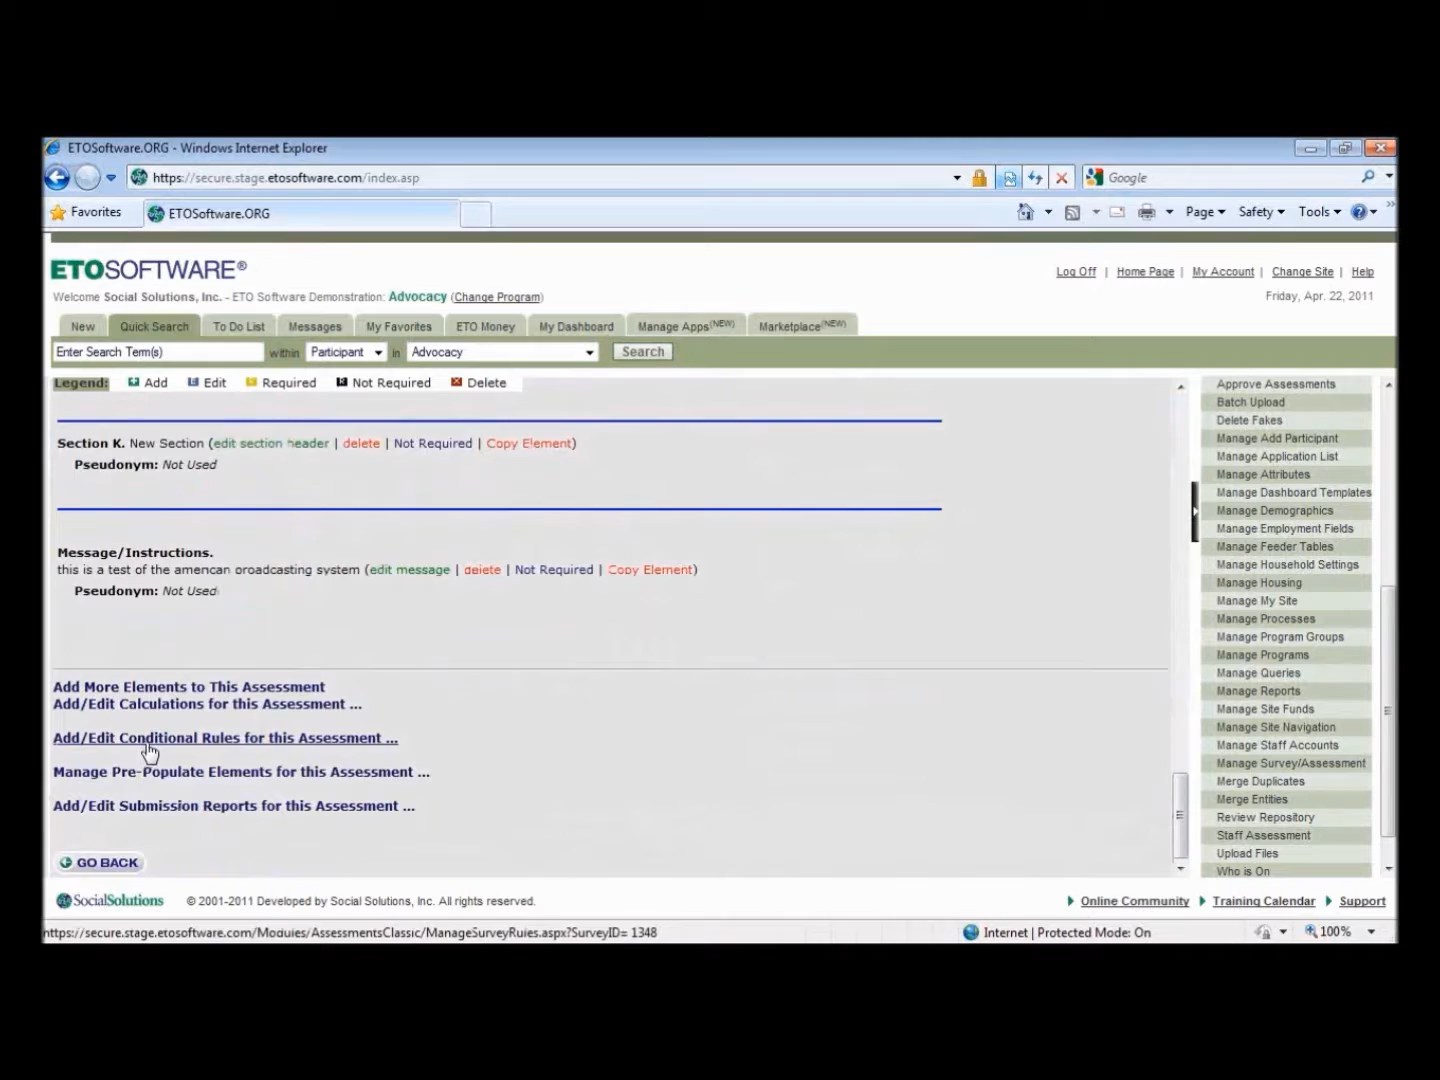 ETOSoftware.ORG - Windows Internet Explorer
https://secure.stage.etosoftware.com/index.asp
Google
Favorites
ETOSoftware.ORG
Page
Safety
Tools
ETOSOFTWARE®
Log Off | Home Page | My Account | Change Site | Help
Welcome Social Solutions, Inc. - ETO Software Demonstration: Advocacy (Change Program)
Friday, Apr. 22, 2011
New
Quick Search
To Do List
Messages
My Favorites
ETO Money
My Dashboard
Manage Apps(NEW)
Marketplace(NEW)
Enter Search Term(s) within Participant in Advocacy Search
Legend: Add Edit Required Not Required Delete
Section K. New Section (edit section header | delete | Not Required | Copy Element)
Pseudonym: Not Used
Message/Instructions.
this is a test of the american broadcasting system (edit message | delete | Not Required | Copy Element)
Pseudonym: Not Used
Add More Elements to This Assessment
Add/Edit Calculations for this Assessment ...
Add/Edit Conditional Rules for this Assessment ...
Manage Pre-Populate Elements for this Assessment ...
Add/Edit Submission Reports for this Assessment ...
GO BACK
Approve Assessments
Batch Upload
Delete Fakes
Manage Add Participant
Manage Application List
Manage Attributes
Manage Dashboard Templates
Manage Demographics
Manage Employment Fields
Manage Feeder Tables
Manage Household Settings
Manage Housing
Manage My Site
Manage Processes
Manage Program Groups
Manage Programs
Manage Queries
Manage Reports
Manage Site Funds
Manage Site Navigation
Manage Staff Accounts
Manage Survey/Assessment
Merge Duplicates
Merge Entities
Review Repository
Staff Assessment
Upload Files
Who is On
SocialSolutions
© 2001-2011 Developed by Social Solutions, Inc. All rights reserved.
Online Community
Training Calendar
Support
https://secure.stage.etosoftware.com/Modules/AssessmentsClassic/ManageSurveyRules.aspx?SurveyID= 1348
Internet | Protected Mode: On
100%